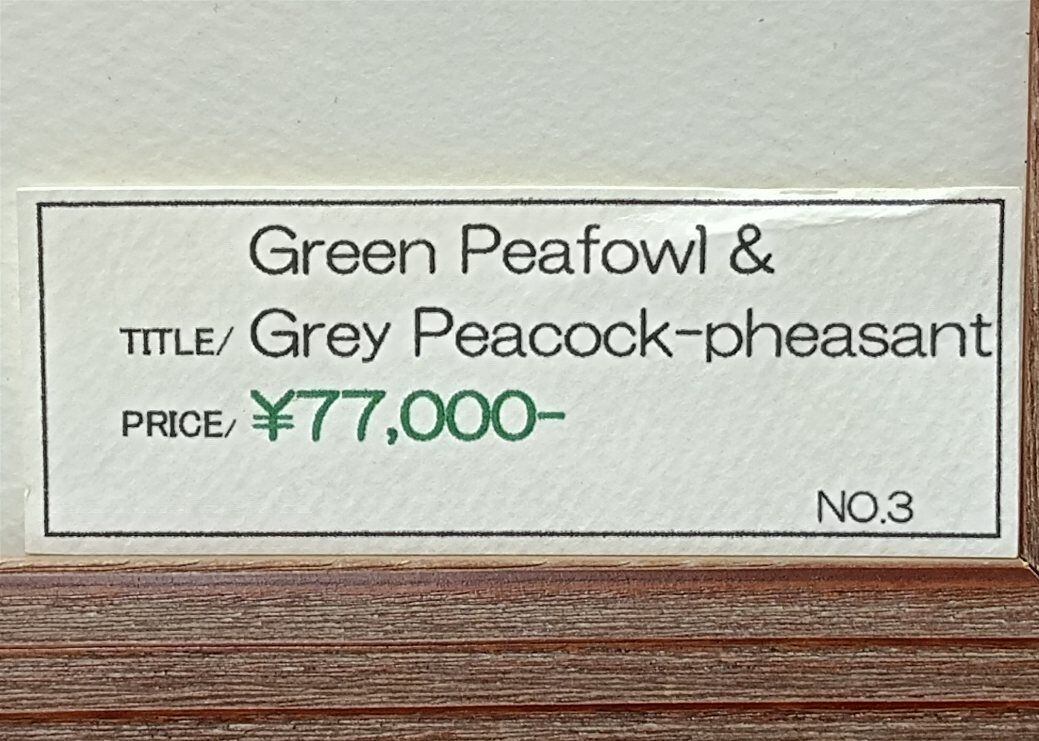 Green Peafowl &
TITLE/ Grey Peacock-pheasant
PRICE/ ¥77,000-
NO.3